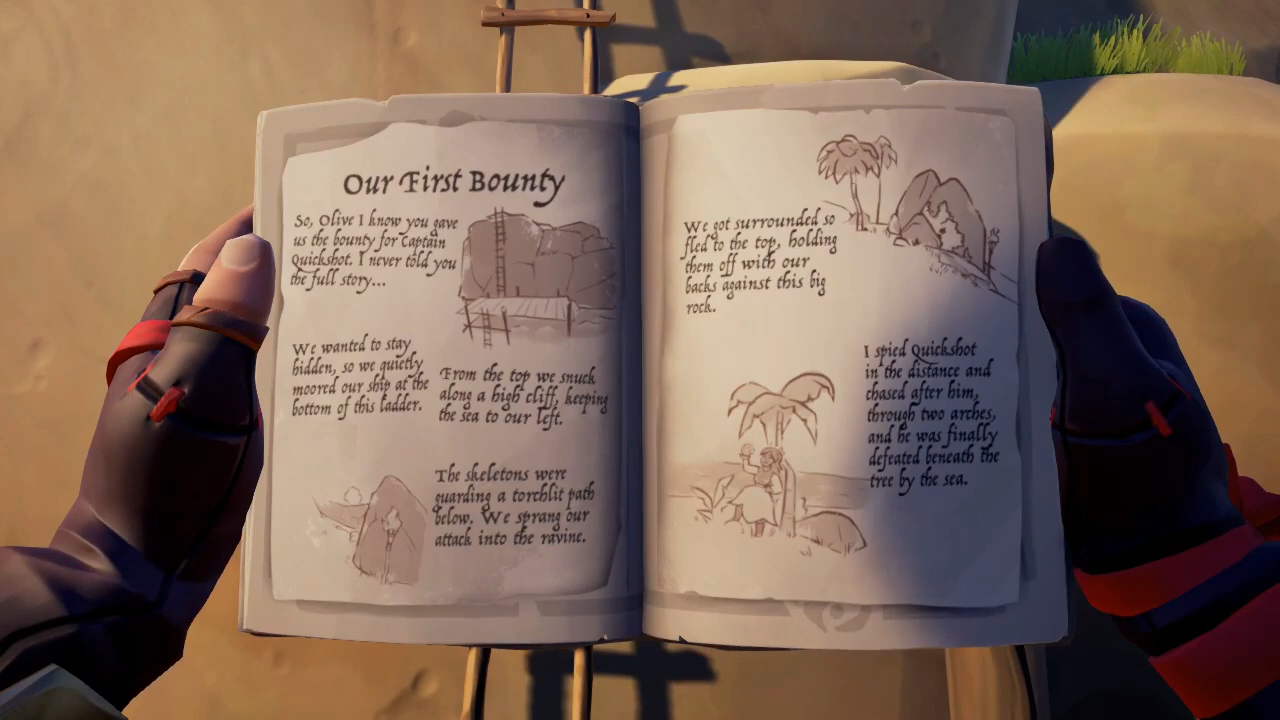 Our First Bounty
So, Olive I know you gave
us the bounty for Captain
Quickshot. I never told you
the full story...
We wanted to stay
hidden, so we quietly
moored our ship at the
bottom of this ladder.
From the top we snuck
along a high cliff, keeping
the sea to our left.
The skeletons were
guarding a torchlit path
below. We sprang our
attack into the ravine.
We got surrounded so
fled to the top, holding
them off with our
backs against this big
rock.
I spied Quickshot
in the distance and
chased after him,
through two arches,
and he was finally
defeated beneath the
tree by the sea.